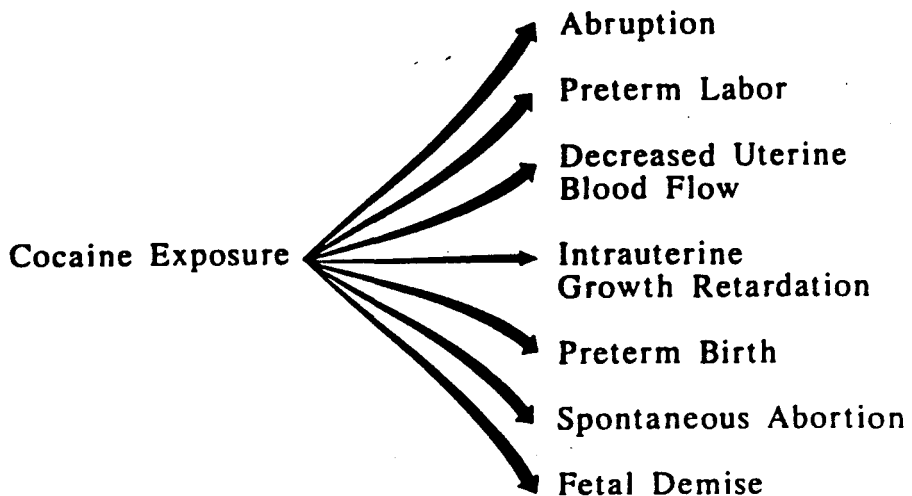 Abruption
Preterm Labor
Decreased Uterine
Blood Flow
Cocaine Exposure
Intrauterine
Growth Retardation
Preterm Birth
Spontaneous Abortion
Fetal Demise